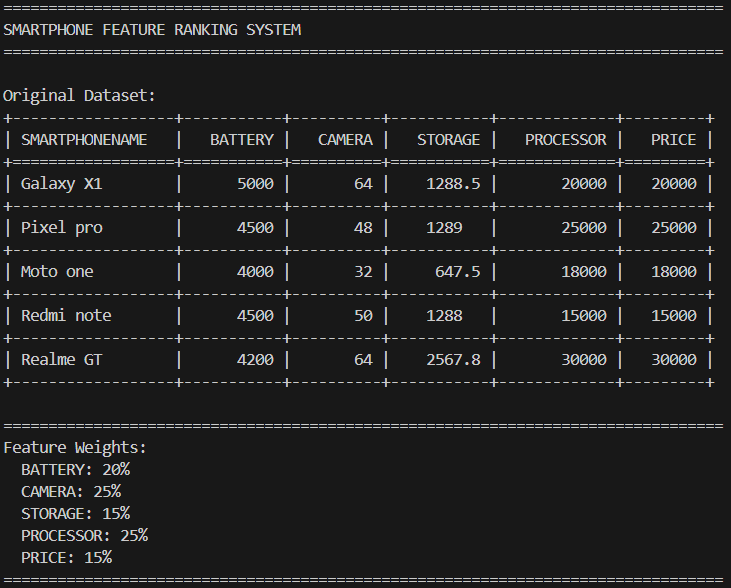 ================================================================================
SMARTPHONE FEATURE RANKING SYSTEM
================================================================================
Original Dataset:
+------------------+-----------+----------+-----------+-------------+---------+
| SMARTPHONENAME   |   BATTERY |   CAMERA |   STORAGE |   PROCESSOR |   PRICE |
+==================+===========+==========+===========+=============+=========+
| Galaxy X1        |      5000 |       64 |    1288.5 |       20000 |   20000 |
+------------------+-----------+----------+-----------+-------------+---------+
| Pixel pro        |      4500 |       48 |    1289   |       25000 |   25000 |
+------------------+-----------+----------+-----------+-------------+---------+
| Moto one         |      4000 |       32 |     647.5 |       18000 |   18000 |
+------------------+-----------+----------+-----------+-------------+---------+
| Redmi note       |      4500 |       50 |    1288   |       15000 |   15000 |
+------------------+-----------+----------+-----------+-------------+---------+
| Realme GT        |      4200 |       64 |    2567.8 |       30000 |   30000 |
+------------------+-----------+----------+-----------+-------------+---------+
================================================================================
Feature Weights:
  BATTERY: 20%
  CAMERA: 25%
  STORAGE: 15%
  PROCESSOR: 25%
  PRICE: 15%
================================================================================